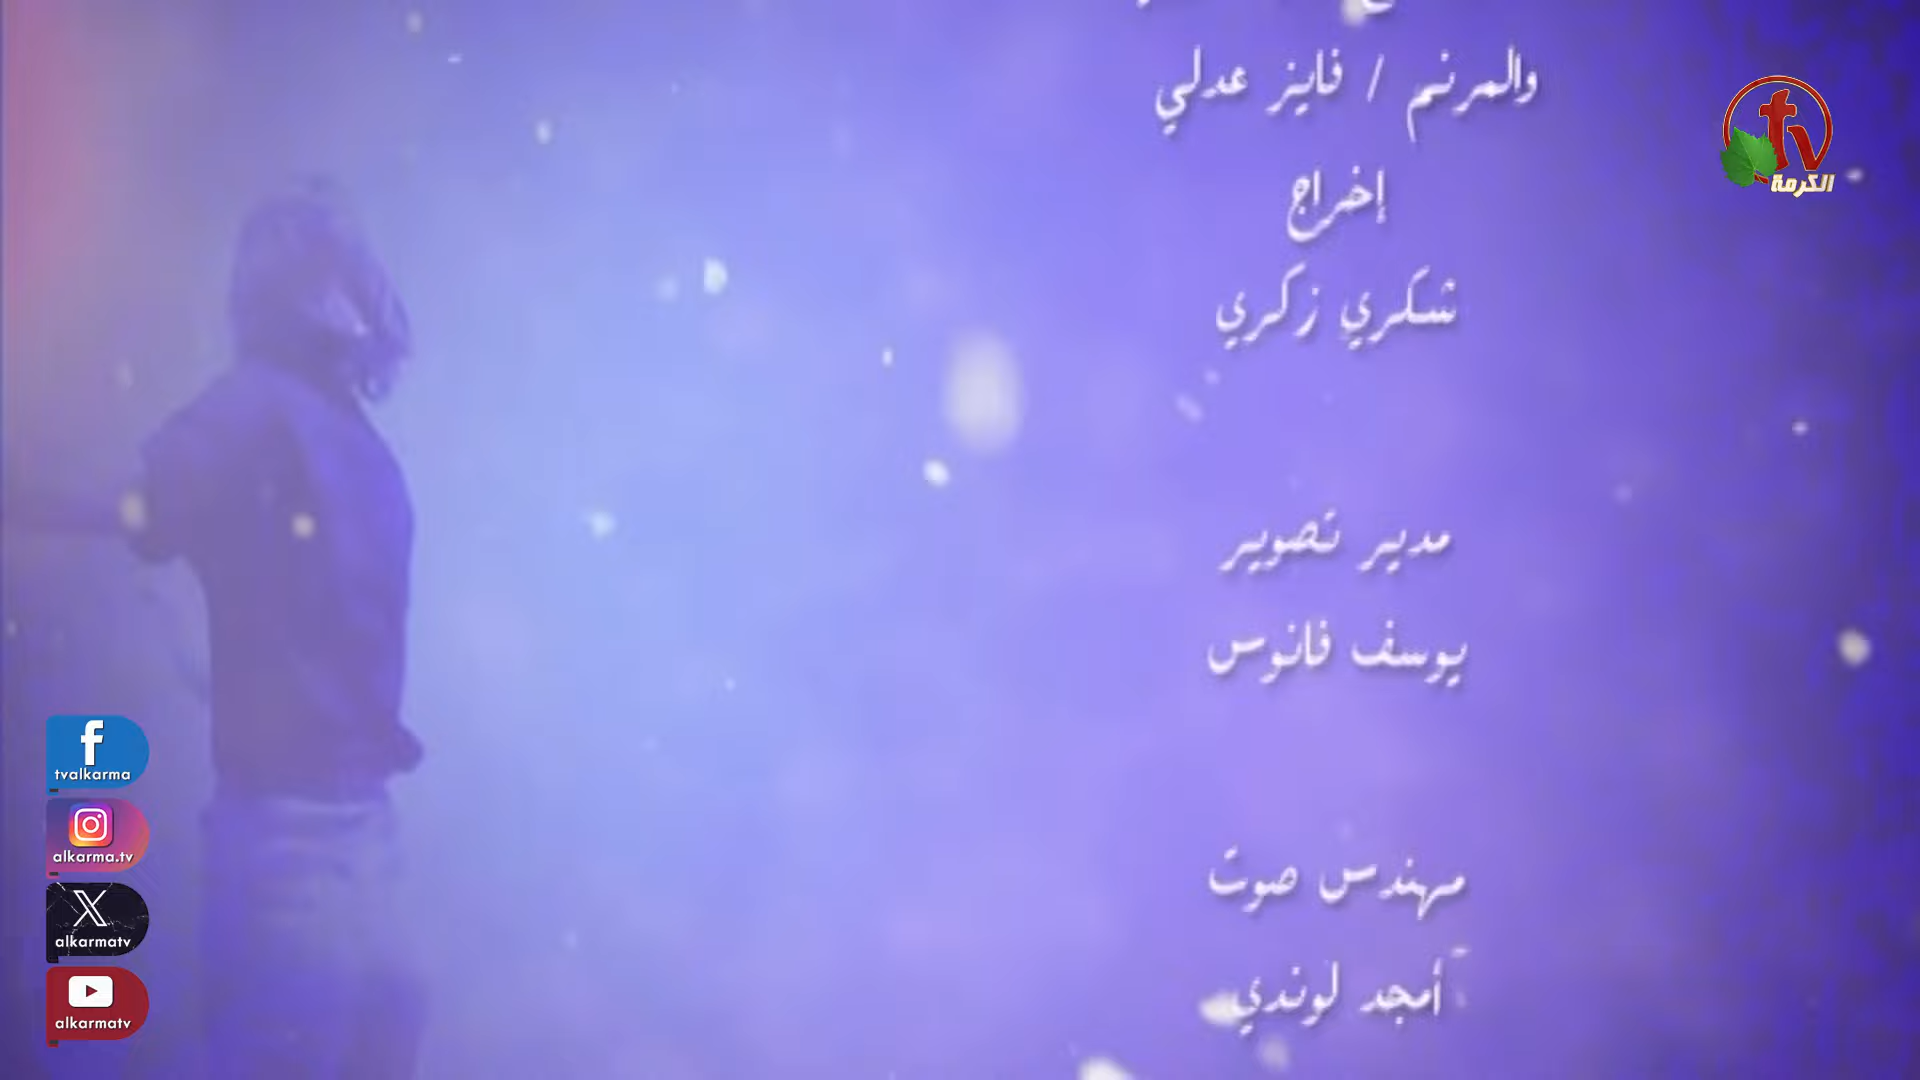 والمرنم / فايز عدلي
إخراج
شكري زكري
مدير تصوير
يوسف فانوس
مهندس صوت
أمجد لوندي
tv
الكرمة
tvalkarma
alkarma.tv
alkarmatv
alkarmatv